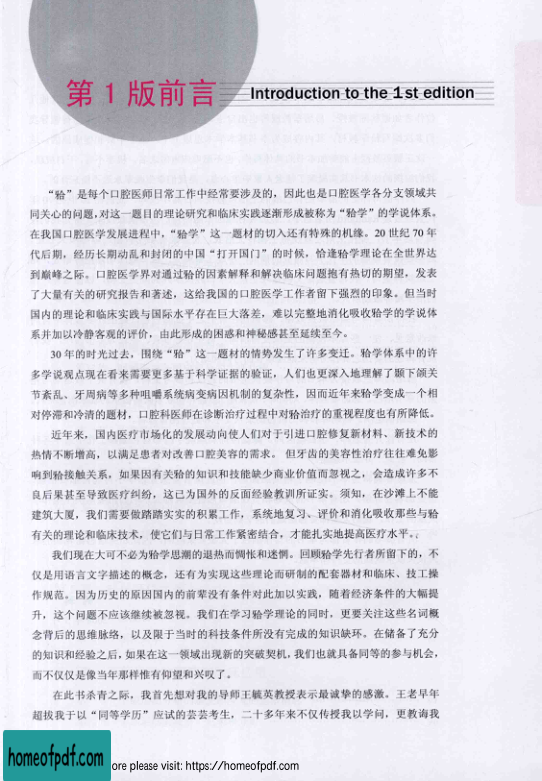 第 1 版前言 Introduction to the 1st edition
“𬌗”是每个口腔医师日常工作中经常要涉及的，因此也是口腔医学各分支领域共
同关心的问题，对这一题目的理论研究和临床实践逐渐形成被称为“𬌗学”的学说体系。
在我国口腔医学发展进程中，“𬌗学”这一题材的切入还有特殊的机缘。20 世纪 70 年
代后期，经历长期动乱和封闭的中国“打开国门”的时候，恰逢𬌗学理论在全世界达
到巅峰之际。口腔医学界对通过𬌗的因素解释和解决临床问题抱有热切的期望，发表
了大量有关的研究报告和著述，这给我国的口腔医学工作者留下强烈的印象。但当时
国内的理论和临床实践与国际水平存在巨大落差，难以完整地消化吸收𬌗学的学说体
系并加以冷静客观的评价，由此形成的困惑和神秘感甚至延续至今。
30 年的时光过去，围绕“𬌗”这一题材的情势发生了许多变迁。𬌗学体系中的许
多学说观点现在看来需要更多基于科学证据的验证，人们也更深入地理解了颞下颌关
节紊乱、牙周病等多种咀嚼系统病变病因机制的复杂性，因而近年来𬌗学变成一个相
对停滞和冷清的题材，口腔科医师在诊断治疗过程中对𬌗治疗的重视程度也有所降低。
近年来，国内医疗市场化的发展动向使人们对于引进口腔修复新材料、新技术的
热情不断增高，以满足患者对改善口腔美容的需求。 但牙齿的美容性治疗往往难免影
响到𬌗接触关系，如果因有关𬌗的知识和技能缺少商业价值而忽视之，会造成许多不
良后果甚至导致医疗纠纷，这已为国外的反面经验教训所证实。须知，在沙滩上不能
建筑大厦，我们需要做踏踏实实的积累工作，系统地复习、评价和消化吸收那些与𬌗
有关的理论和临床技术，使它们与日常工作紧密结合，才能扎实地提高医疗水平。
我们现在大可不必为𬌗学思潮的退热而惆怅和迷惘。回顾𬌗学先行者所留下的，不
仅是用语言文字描述的概念，还有为实现这些理论而研制的配套器材和临床、技工操
作规范。因为历史的原因国内的前辈没有条件对此加以实践，随着经济条件的大幅提
升，这个问题不应该继续被忽视。我们在学习𬌗学理论的同时，更要关注这些名词概
念背后的思维脉络，以及限于当时的科技条件所没有完成的知识缺环。在储备了充分
的知识和经验之后，如果在这一领域出现新的突破契机，我们也就具备同等的参与机会，
而不仅仅是像当年那样惟有仰望和兴叹了。
在此书杀青之际，我首先想对我的导师王毓英教授表示最诚挚的感激。王老早年
超拔我于以“同等学历”应试的芸芸考生，二十多年来不仅传授我以学问，更教诲我
homeofpdf.com
ore please visit: https://homeofpdf.com